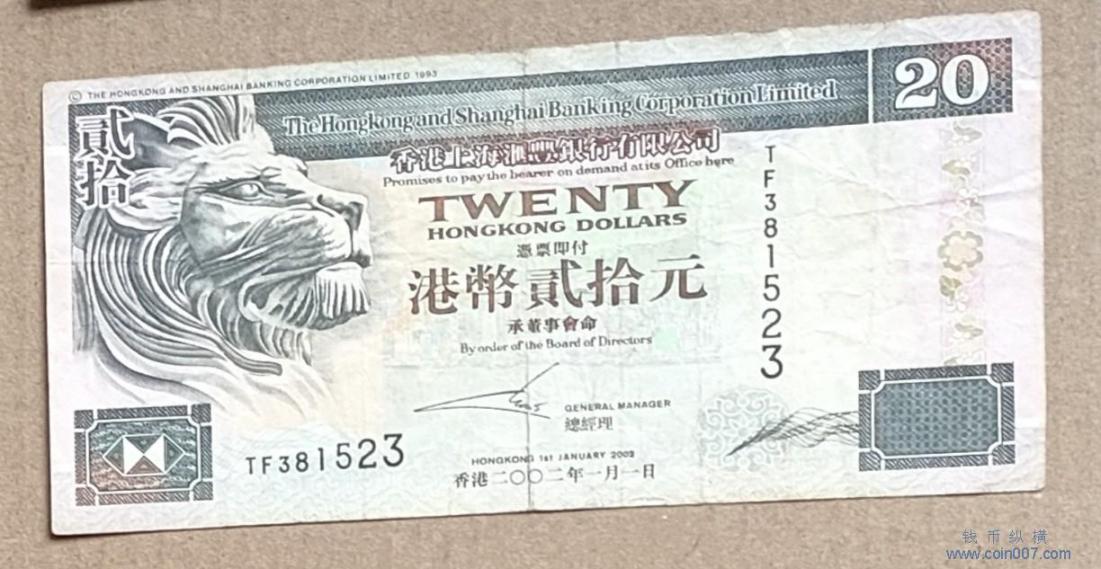 © THE HONGKONG AND SHANGHAI BANKING CORPORATION LIMITED 1993
貳拾
The Hongkong and Shanghai Banking Corporation Limited
20
香港上海滙豐銀行有限公司
Promises to pay the bearer on demand at its Office here
TWENTY
HONGKONG DOLLARS
憑票即付
港幣貳拾元
承董事會命
By order of the Board of Directors
TF381523
GENERAL MANAGER
總經理
TF381523
HONGKONG 1ST JANUARY 2002
香港二〇〇二年一月一日
钱币纵横
www.coin007.com